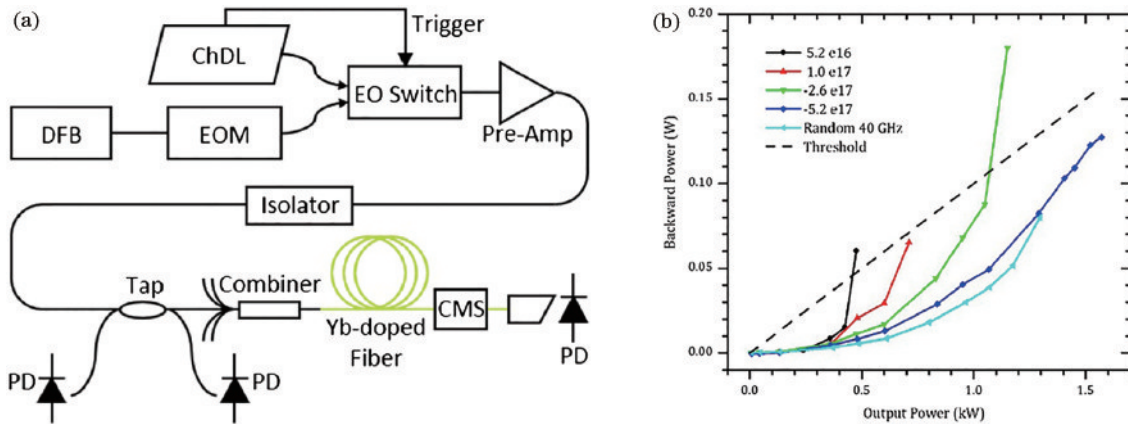 (a)
Trigger
ChDL
EO Switch
DFB
EOM
Pre-Amp
Isolator
Tap
Combiner
CMS
Yb-doped
Fiber
PD
PD
PD
(b)
0.20
0.15
0.10
0.05
0.00
Backward Power (W)
5.2 e16
1.0 e17
-2.6 e17
-5.2 e17
Random 40 GHz
Threshold
0.0 0.5 1.0 1.5
Output Power (kW)